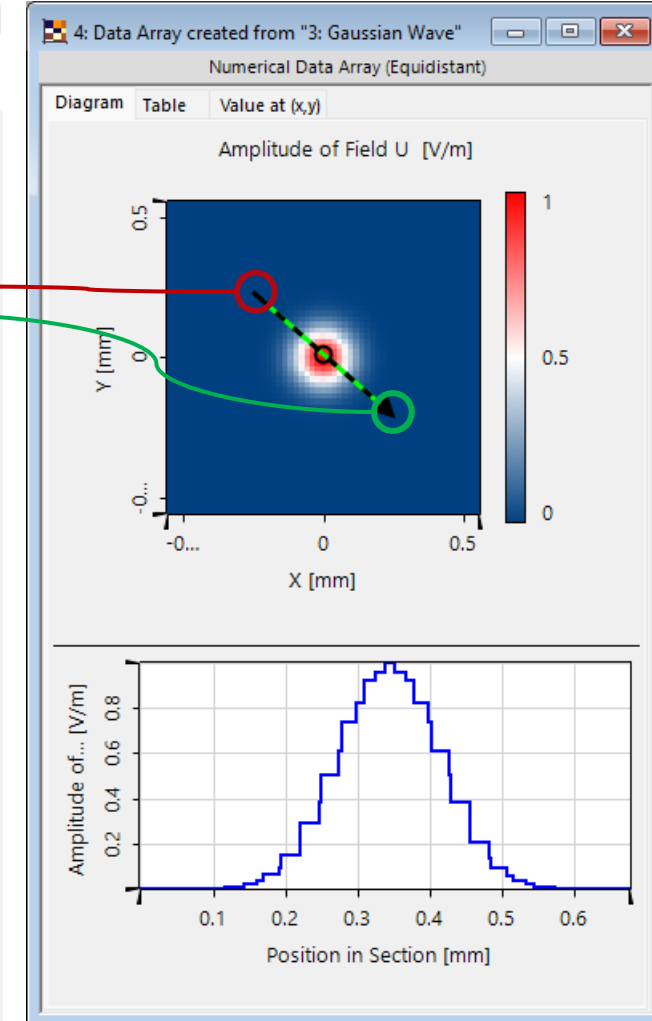 4: Data Array created from "3: Gaussian Wave"
Numerical Data Array (Equidistant)
Diagram Table Value at (x,y)
Amplitude of Field U [V/m]
0.5
0
-0...
Y [mm]
-0... 0 0.5
X [mm]
1
0.5
0
0.8
0.6
0.4
0.2
Amplitude of... [V/m]
0.1 0.2 0.3 0.4 0.5 0.6
Position in Section [mm]